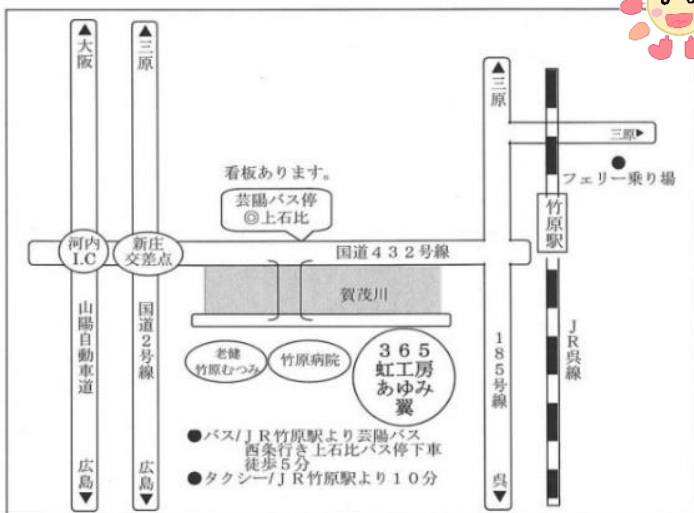 ▲大阪
▲三原
▲三原
三原▶
●
フェリー乗り場
看板あります。
芸陽バス停
◎上石比
竹原駅
河内
I.C
新庄
交差点
国道432号線
賀茂川
山陽自動車道
国道2号線
185号線
JR呉線
老健
竹原むつみ
竹原病院
365
虹工房
あゆみ
翼
●バス/JR竹原駅より芸陽バス
西条行き上石比バス停下車
徒歩5分
●タクシー/JR竹原駅より10分
広島▼
広島▼
呉▼